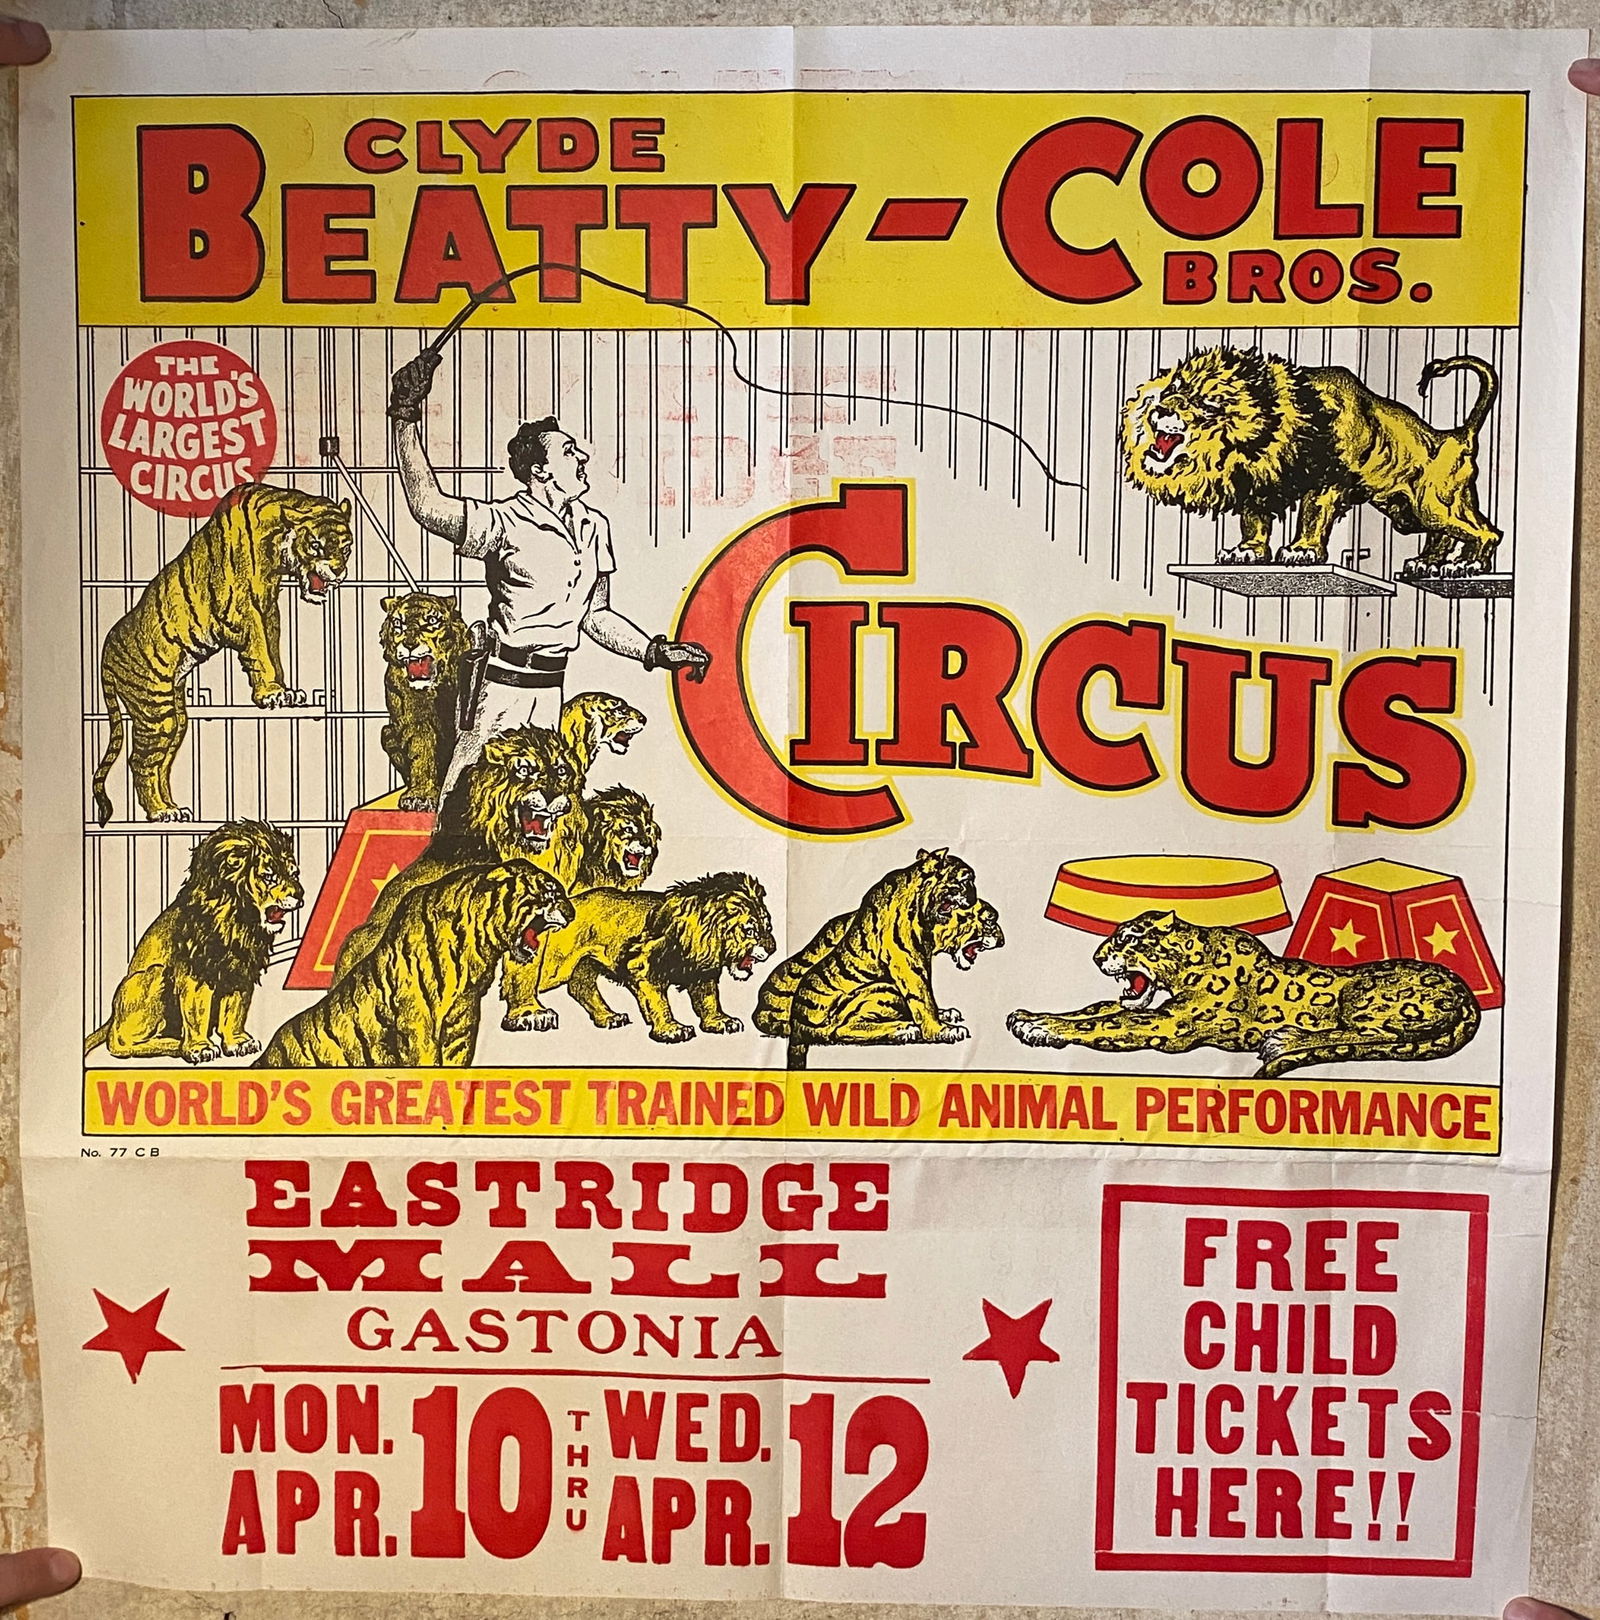 CLYDE
BEATTY-COLE
BROS.
THE
WORLD'S
LARGEST
CIRCUS
CIRCUS
WORLD'S GREATEST TRAINED WILD ANIMAL PERFORMANCE
No. 77 C B
EASTRIDGE
MALL
GASTONIA
MON.
APR. 10
THRU
WED.
APR. 12
FREE
CHILD
TICKETS
HERE!!